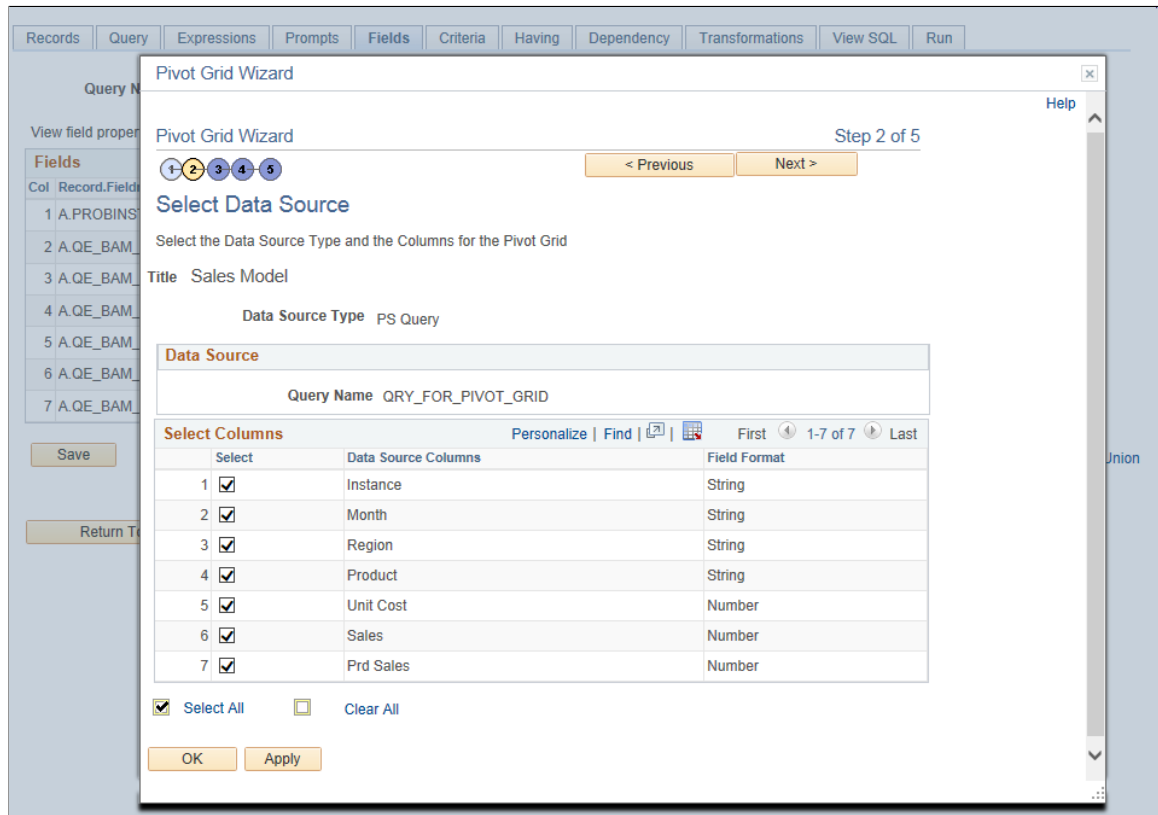 Records Query Expressions Prompts Fields Criteria Having Dependency Transformations View SQL Run
Pivot Grid Wizard
Query N
Help
View field proper
Pivot Grid Wizard Step 2 of 5
Fields
1 2 3 4 5 < Previous Next >
Col Record.Fieldn
Select Data Source
1 A.PROBINS
2 A.QE_BAM_
Select the Data Source Type and the Columns for the Pivot Grid
3 A.QE_BAM_
Title Sales Model
4 A.QE_BAM_
Data Source Type PS Query
5 A.QE_BAM_
Data Source
6 A.QE_BAM_
Query Name QRY_FOR_PIVOT_GRID
7 A.QE_BAM_
Select Columns Personalize | Find | | First 1-7 of 7 Last
Save
Select Data Source Columns Field Format
Union
1 Instance String
2 Month String
Return To
3 Region String
4 Product String
5 Unit Cost Number
6 Sales Number
7 Prd Sales Number
Select All Clear All
OK Apply